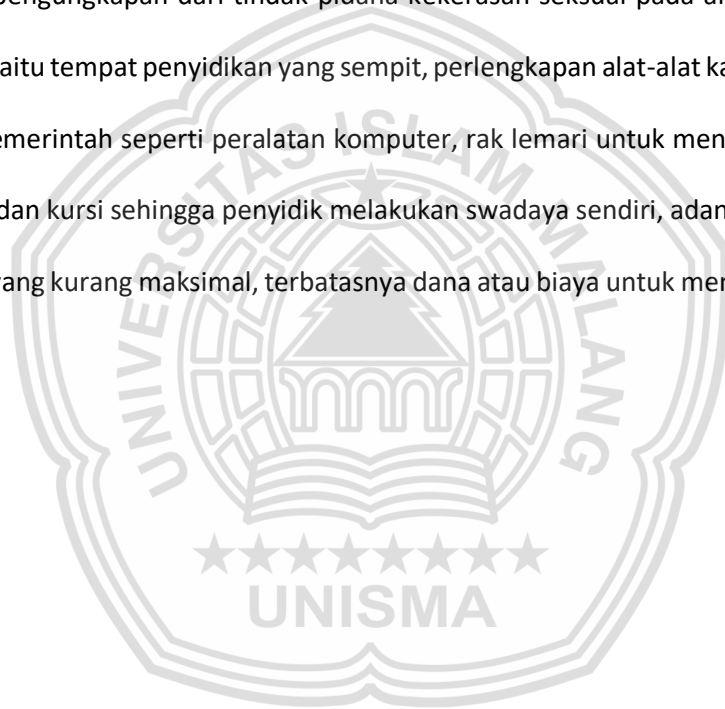 pengungkapan dari tindak pidana kekerasan seksual pada
aitu tempat penyidikan yang sempit, perlengkapan alat-alat ka
emerintah seperti peralatan komputer, rak lemari untuk men
dan kursi sehingga penyidik melakukan swadaya sendiri, adan
yang kurang maksimal, terbatasnya dana atau biaya untuk mer
UNIVERSITAS ISLAM MALANG
UNISMA